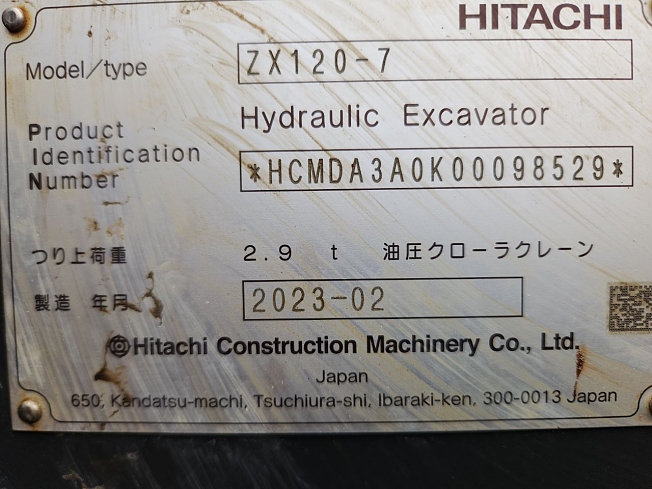 HITACHI
Model/type ZX120-7
Hydraulic Excavator
Product
Identification
Number *HCMDA3A0K00098529*
つり上荷重 2.9 t 油圧クローラクレーン
製造 年月 2023-02
@Hitachi Construction Machinery Co., Ltd.
Japan
650, Kandatsu-machi, Tsuchiura-shi, Ibaraki-ken. 300-0013 Japan